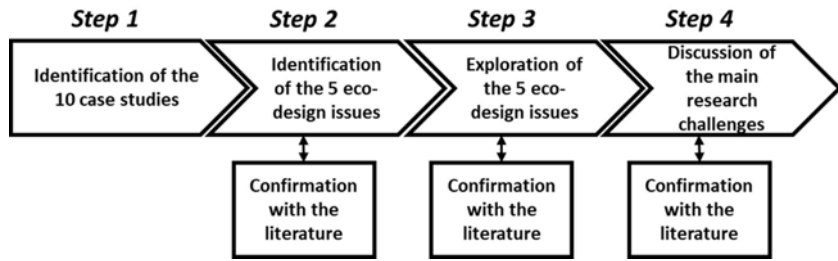 Step 1
Step 2
Step 3
Step 4
Identification of the
10 case studies
Identification
of the 5 eco-
design issues
Exploration of
the 5 eco-
design issues
Discussion of
the main
research
challenges
Confirmation
with the
literature
Confirmation
with the
literature
Confirmation
with the
literature